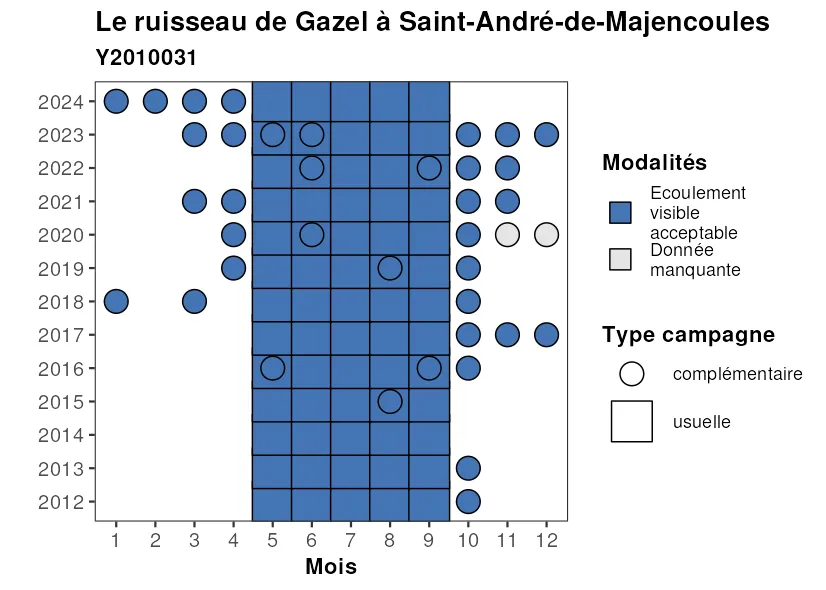 Le ruisseau de Gazel à Saint-André-de-Majencoules
Y2010031
2024
2023
2022
2021
2020
2019
2018
2017
2016
2015
2014
2013
2012
1 2 3 4 5 6 7 8 9 10 11 12
Mois
Modalités
Ecoulement
visible
acceptable
Donnée
manquante
Type campagne
complémentaire
usuelle